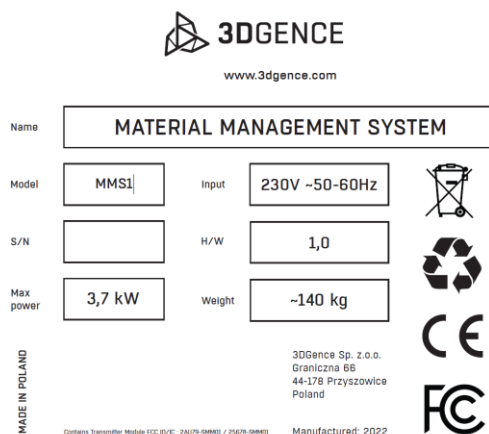 3DGENCE
www.3dgence.com
Name MATERIAL MANAGEMENT SYSTEM
Model MMS1 Input 230V ~50-60Hz
S/N H/W 1,0
Max power 3,7 kW Weight ~140 kg
MADE IN POLAND
3DGence Sp. z.o.o.
Graniczna 66
44-178 Przyszowice
Poland
Contains Transmitter Module FCC ID/IC : 2AU79-SMM01 / 25678-SMM01
Manufactured: 2022
CE
FC